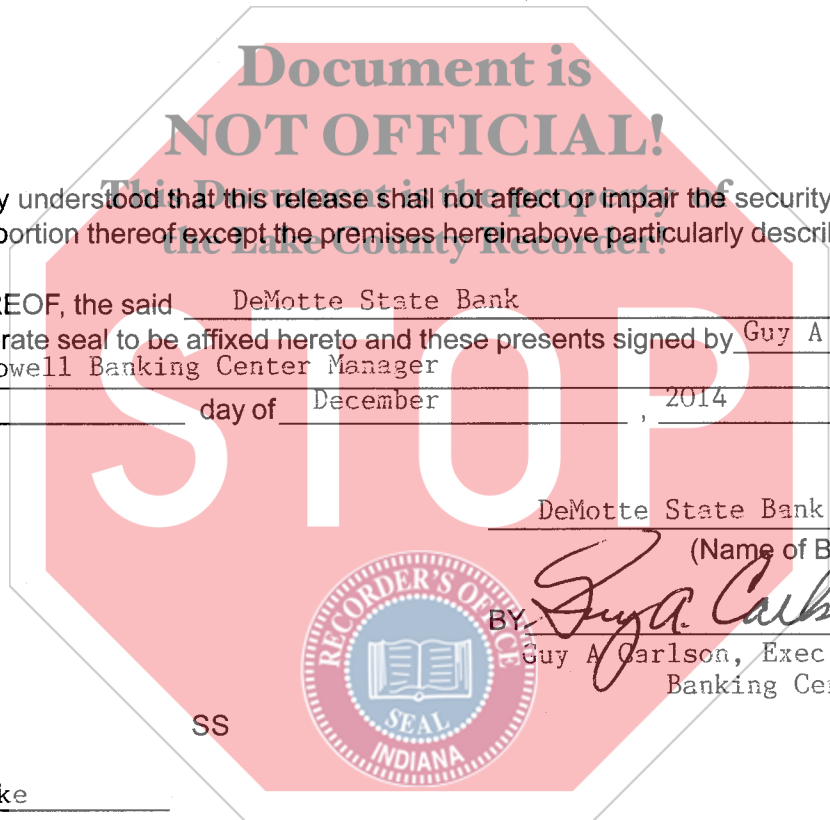 Document is
NOT OFFICIAL!
This Document is the property of
the Lake County Recorder!
y understood that this release shall not affect or impair the security
portion thereof except the premises hereinabove particularly descri
EOF, the said DeMotte State Bank
rate seal to be affixed hereto and these presents signed by Guy A
owell Banking Center Manager
day of December , 2014
STOP
DeMotte State Bank
(Name of B
BY Guy A. Carls
Guy A Carlson, Exec
Banking Cen
RECORDER'S OFFICE
SEAL
INDIANA
SS
ke